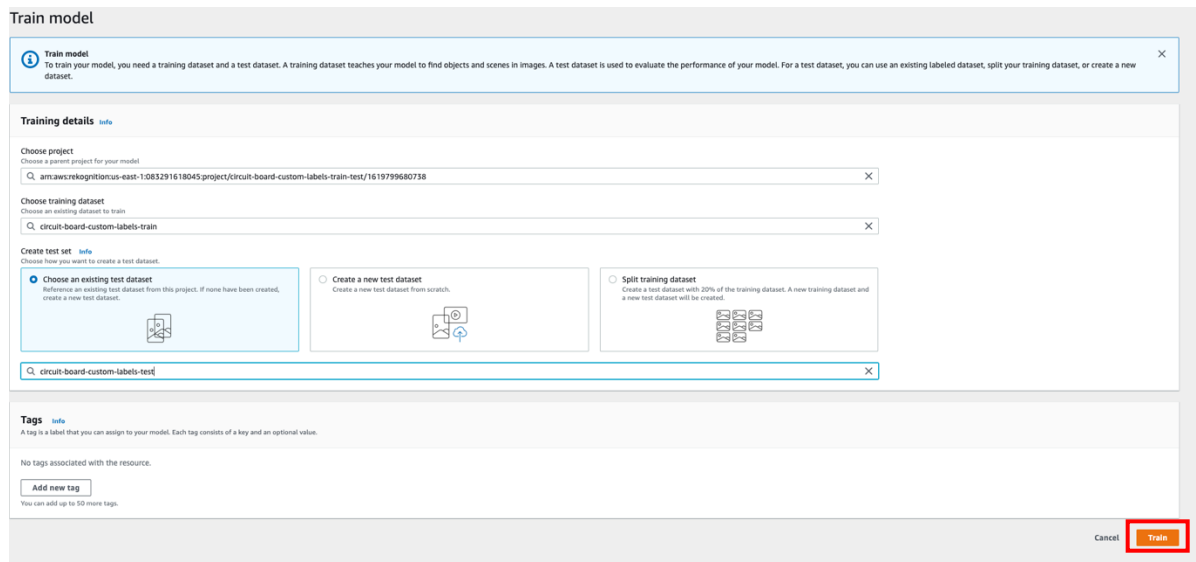 Train model
Train model
To train your model, you need a training dataset and a test dataset. A training dataset teaches your model to find objects and scenes in images. A test dataset is used to evaluate the performance of your model. For a test dataset, you can use an existing labeled dataset, split your training dataset, or create a new
dataset.
Training details Info
Choose project
Choose a parent project for your model
arn:aws:rekognition:us-east-1:083291618045:project/circuit-board-custom-labels-train-test/1619799680738
Choose training dataset
Choose an existing dataset to train
circuit-board-custom-labels-train
Create test set Info
Choose how you want to create a test dataset.
Choose an existing test dataset
Reference an existing test dataset from this project. If none have been created,
create a new test dataset.
Create a new test dataset
Create a new test dataset from scratch.
Split training dataset
Create a test dataset with 20% of the training dataset. A new training dataset and
a new test dataset will be created.
circuit-board-custom-labels-test
Tags Info
A tag is a label that you can assign to your model. Each tag consists of a key and an optional value.
No tags associated with the resource.
Add new tag
You can add up to 50 more tags.
Cancel Train